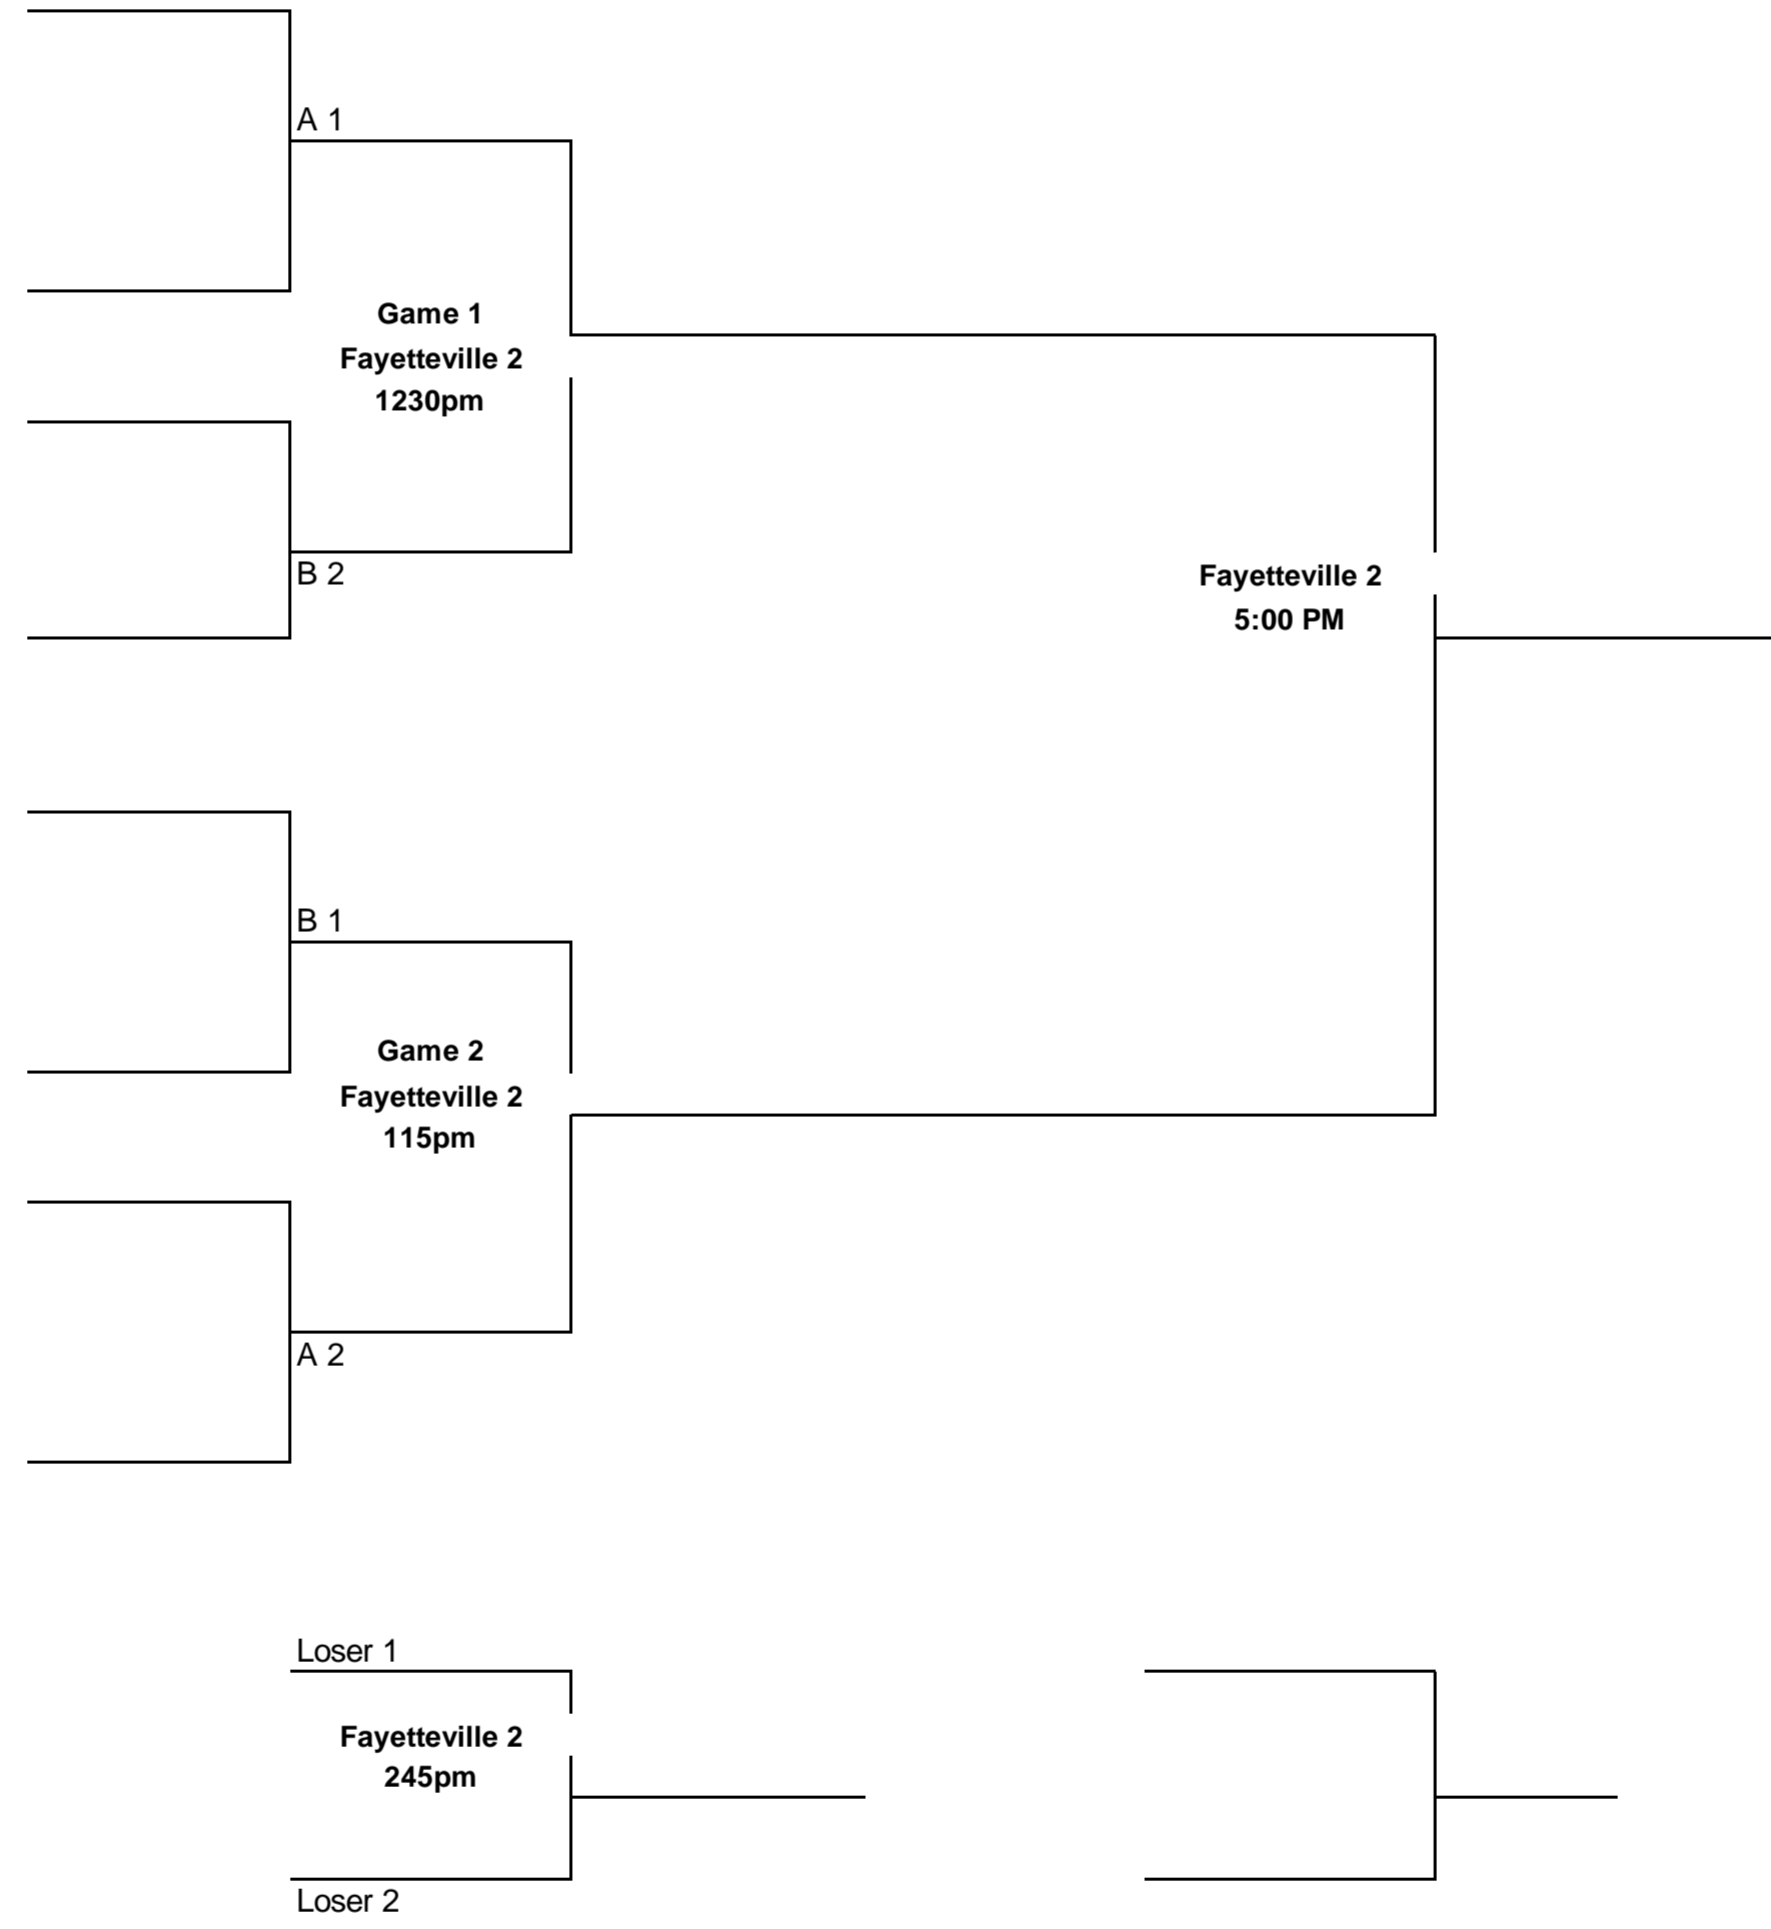 A 1
Game 1
Fayetteville 2
1230pm
B 2
Fayetteville 2
5:00 PM
B 1
Game 2
Fayetteville 2
115pm
A 2
Loser 1
Fayetteville 2
245pm
Loser 2